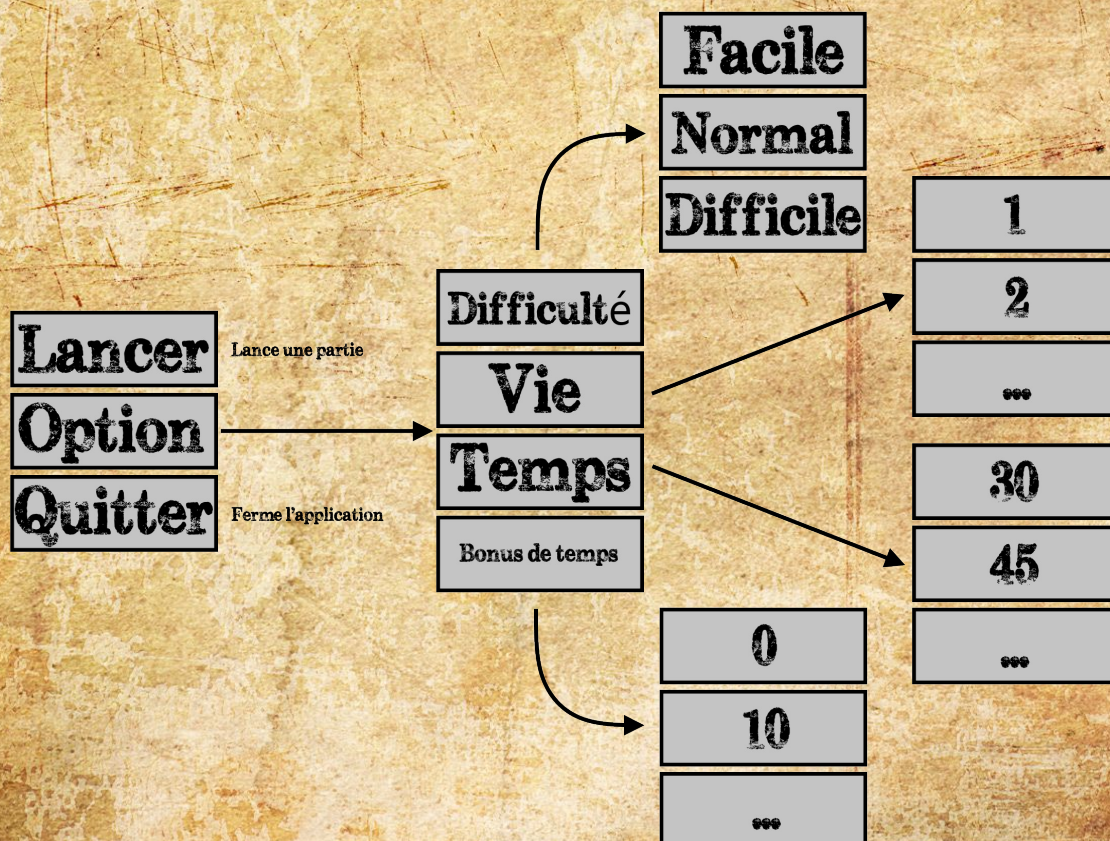 Lancer
Lance une partie
Option
Quitter
Ferme l'application
Difficulté
Vie
Temps
Bonus de temps
Facile
Normal
Difficile
1
2
...
30
45
...
0
10
...